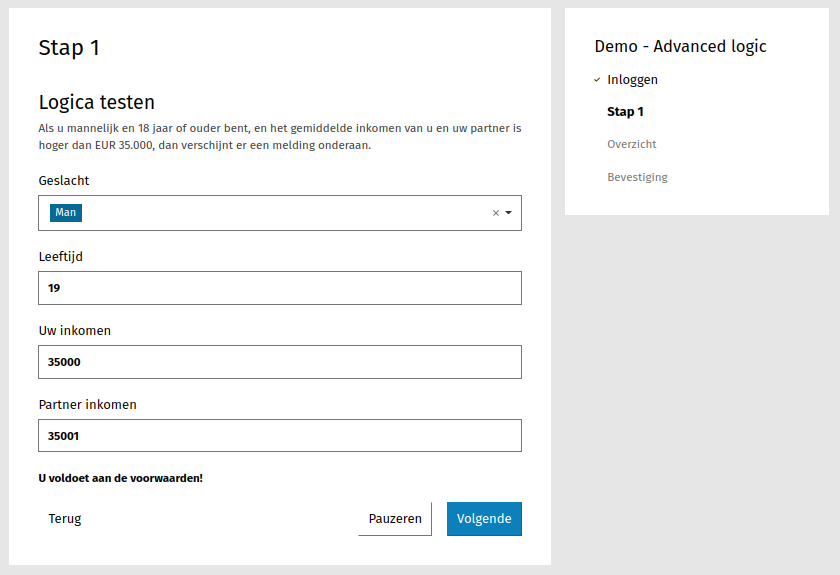 Stap 1
Logica testen
Als u mannelijk en 18 jaar of ouder bent, en het gemiddelde inkomen van u en uw partner is
hoger dan EUR 35.000, dan verschijnt er een melding onderaan.
Geslacht
Man ×
Leeftijd
19
Uw inkomen
35000
Partner inkomen
35001
U voldoet aan de voorwaarden!
Terug Pauzeren Volgende
Demo - Advanced logic
✓ Inloggen
Stap 1
Overzicht
Bevestiging